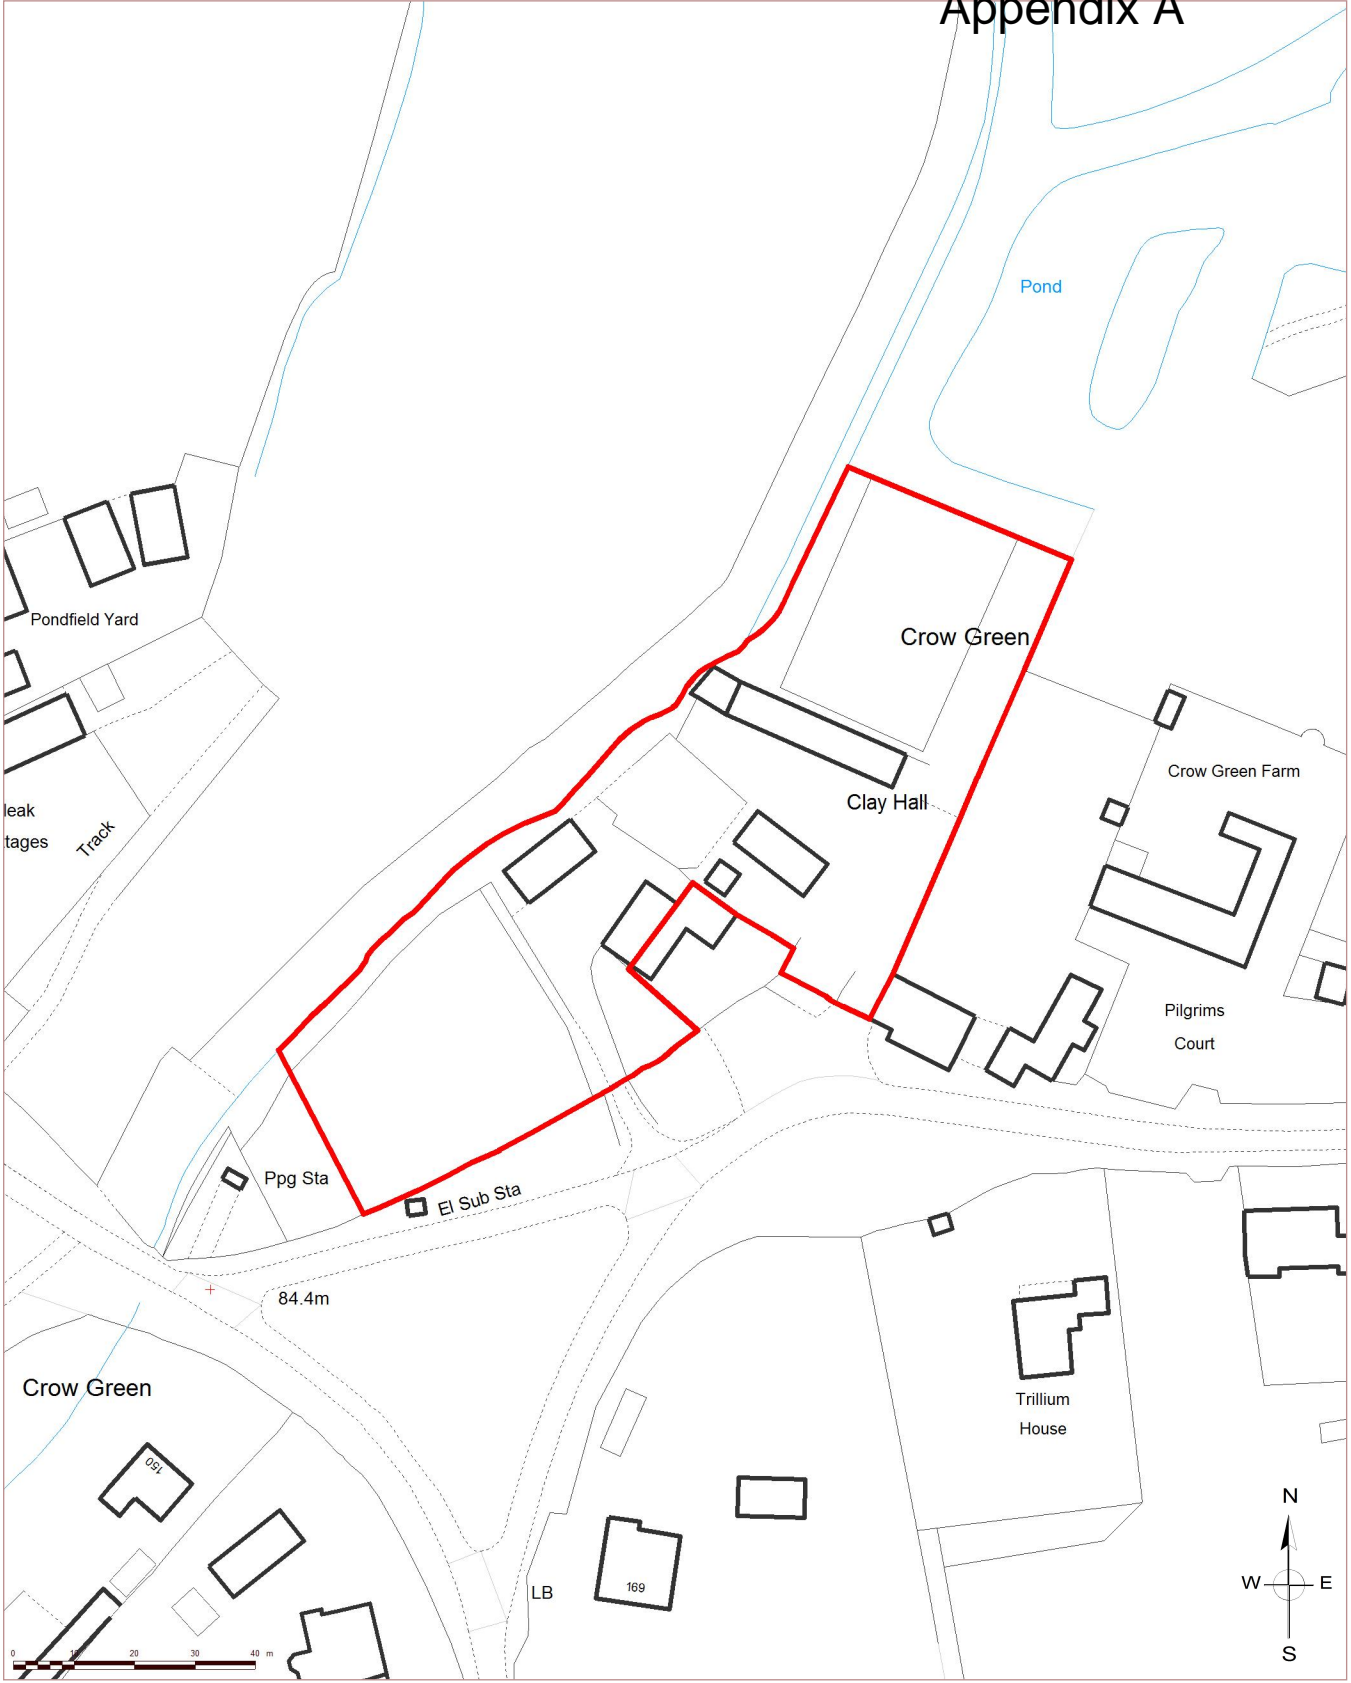 Appendix A
Pond
Pondfield Yard
Crow Green
Clay Hall
Crow Green Farm
leak
tages
Track
Pilgrims
Court
Ppg Sta
El Sub Sta
84.4m
Crow Green
150
Trillium
House
169
LB
N
W E
S
0 10 20 30 40 m